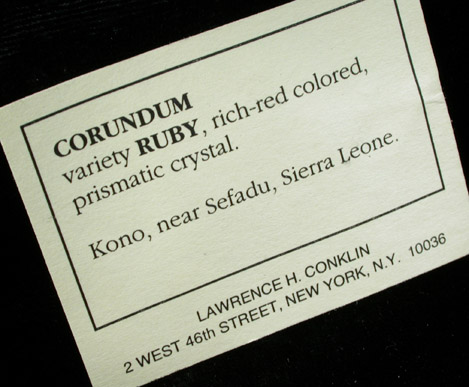 CORUNDUM
variety RUBY, rich-red colored,
prismatic crystal.
Kono, near Sefadu, Sierra Leone.
LAWRENCE H. CONKLIN
2 WEST 46th STREET, NEW YORK, N.Y. 10036